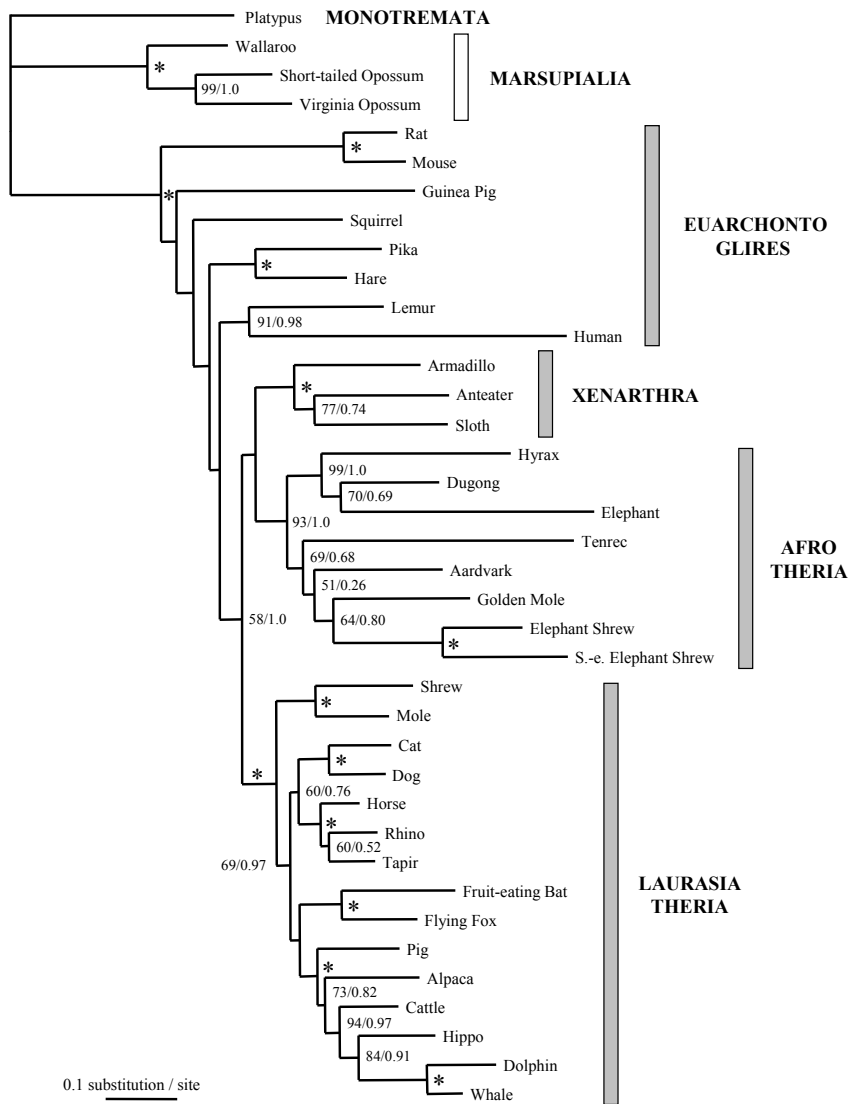 Platypus MONOTREMATA
Wallaroo
*
Short-tailed Opossum
MARSUPIALIA
99/1.0
Virginia Opossum
Rat
*
Mouse
*
Guinea Pig
Squirrel
EUARCHONTO
GLIRES
Pika
*
Hare
Lemur
91/0.98
Human
Armadillo
*
Anteater
XENARTHRA
77/0.74
Sloth
Hyrax
99/1.0
Dugong
70/0.69
Elephant
93/1.0
Tenrec
AFRO
THERIA
69/0.68
Aardvark
51/0.26
Golden Mole
58/1.0
64/0.80
Elephant Shrew
*
S.-e. Elephant Shrew
Shrew
*
Mole
Cat
*
*
Dog
60/0.76
Horse
*
Rhino
60/0.52
Tapir
69/0.97
LAURASIA
THERIA
Fruit-eating Bat
*
Flying Fox
Pig
*
Alpaca
73/0.82
Cattle
94/0.97
Hippo
84/0.91
Dolphin
*
Whale
0.1 substitution / site